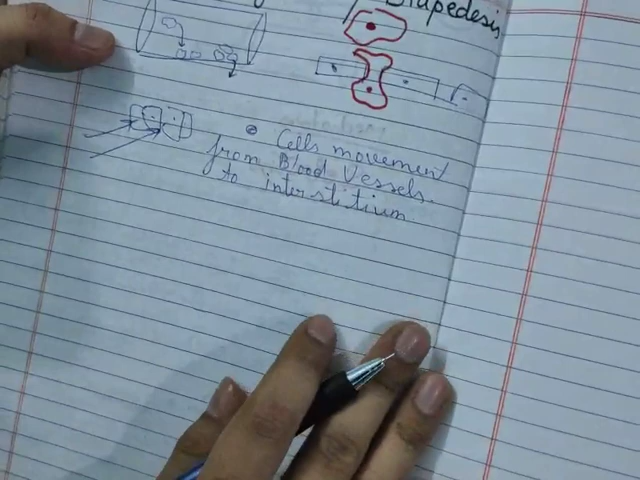 Diapedesis
Cells movement
from Blood Vessels.
to interstitium